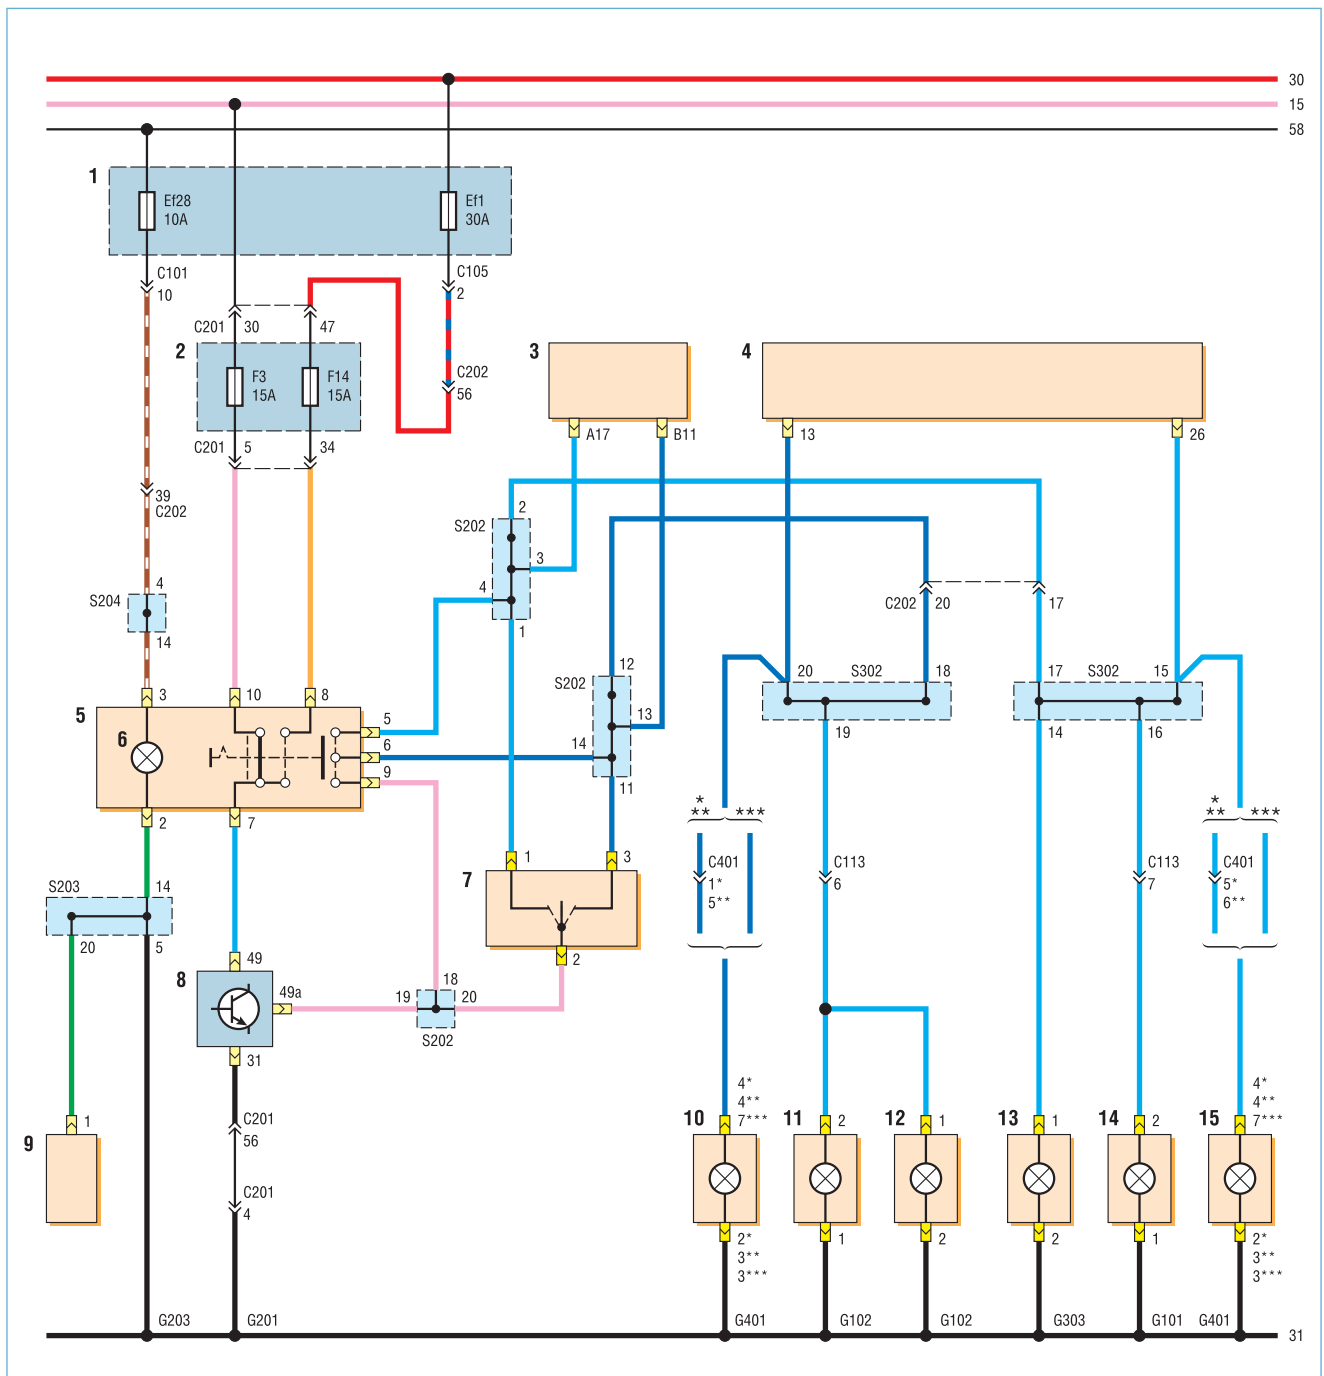 30
15
58
1
Ef28
10A
Ef1
30A
C101
10
C105
2
C201
30
47
2
F3
15A
F14
15A
C202
56
C201
5
34
3
4
A17
B11
13
26
39
C202
S202
2
3
4
1
S204
4
14
C202
20
17
S202
12
13
14
11
20
S302
18
17
S302
15
19
14
16
3
10
8
5
6
5
6
9
2
7
*
**
***
*
**
***
C401
1*
5**
C113
6
C113
7
C401
5*
6**
7
1
3
2
S203
14
20
5
8
49
49a
31
19
18
20
S202
C201
56
C201
4
9
1
4*
4**
7***
4*
4**
7***
10
11
2
12
1
13
1
14
2
15
2*
3**
3***
1
2
2
1
2*
3**
3***
G203
G201
G401
G102
G102
G303
G101
G401
31